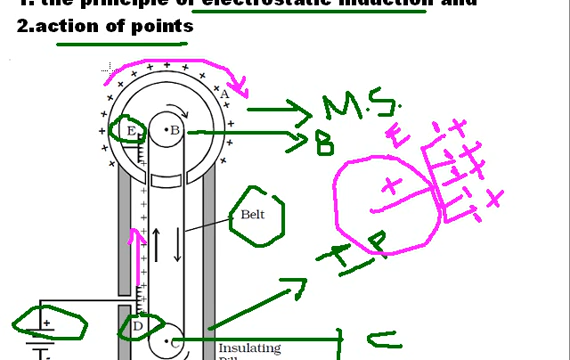 1. the principle of electrostatic induction and
2.action of points
A
M.S.
E
B
B
E
Belt
I P
D
C
C
Insulating